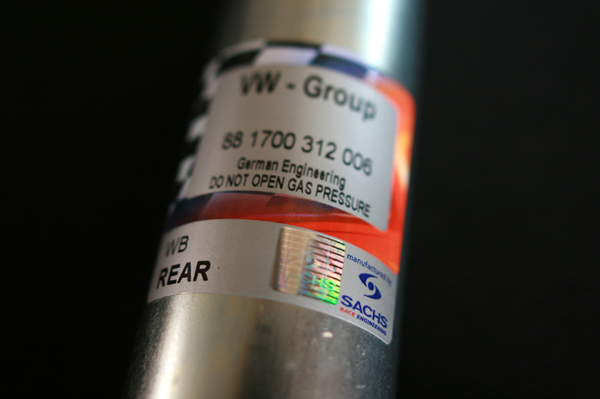 VW - Group
88 1700 312 006
German Engineering
DO NOT OPEN GAS PRESSURE
WB
REAR
manufactured by
SACHS
RACE ENGINEERING